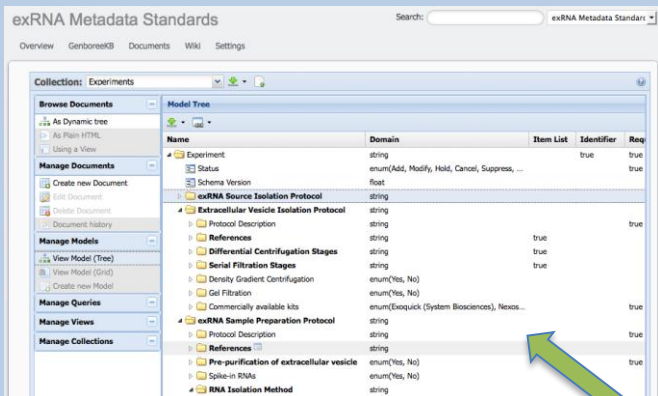 exRNA Metadata Standards
Search:
exRNA Metadata Standard
Overview GenboreeKB Documents Wiki Settings
Collection: Experiments
Browse Documents
As Dynamic tree
As Plain HTML
Using a View
Manage Documents
Create new Document
Edit Document
Delete Document
Document history
Manage Models
View Model (Tree)
View Model (Grid)
Create new Model
Manage Queries
Manage Views
Manage Collections
Model Tree
Name Domain Item List Identifier Requ
Experiment string true true
Status enum(Add, Modify, Hold, Cancel, Suppress, ... true
Schema Version float
exRNA Source Isolation Protocol string
Extracellular Vesicle Isolation Protocol string
Protocol Description string true
References string true
Differential Centrifugation Stages string true
Serial Filtration Stages string true
Density Gradient Centrifugation enum(Yes, No)
Gel Filtration enum(Yes, No)
Commercially available kits enum(Exoquick (System Biosciences), Nexos... true
exRNA Sample Preparation Protocol string
Protocol Description string true
References string
Pre-purification of extracellular vesicle enum(Yes, No) true
Spike-in RNAs enum(Yes, No)
RNA Isolation Method string